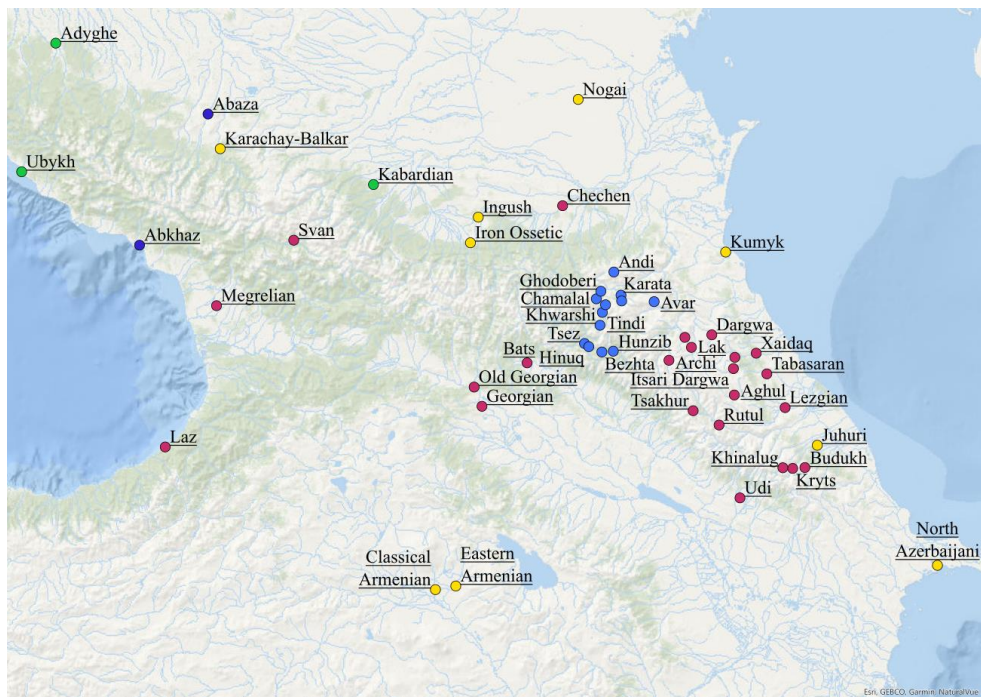 Adyghe
Nogai
Abaza
Karachay-Balkar
Ubykh
Kabardian
Chechen
Ingush
Svan
Iron Ossetic
Abkhaz
Kumyk
Andi
Ghodoberi
Karata
Chamalal
Avar
Megrelian
Khwarshi
Tindi
Dargwa
Tsez
Hunzib
Lak
Xaidaq
Bats
Hinuq
Bezhta
Archi
Tabasaran
Itsari Dargwa
Old Georgian
Aghul
Georgian
Tsakhur
Lezgian
Rutul
Laz
Juhuri
Khinalug
Budukh
Kryts
Udi
North
Azerbaijani
Classical
Armenian
Eastern
Armenian
Esri, GEBCO, Garmin, NaturalVue